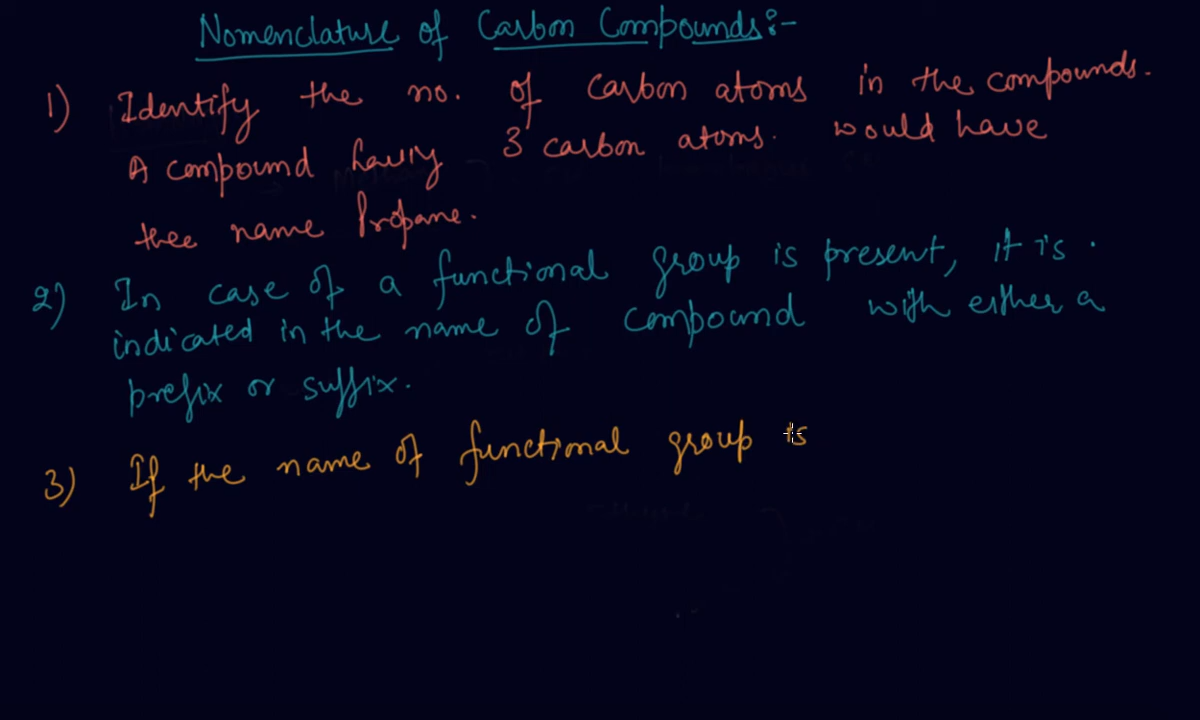 Nomenclature of Carbon Compounds:-
1) Identify the no. of carbon atoms in the compounds.
A compound having 3 carbon atoms. would have
thee name Propane.
2) In case of a functional group is present, it is.
indicated in the name of compound with either a
prefix or suffix.
3) If the name of functional group is